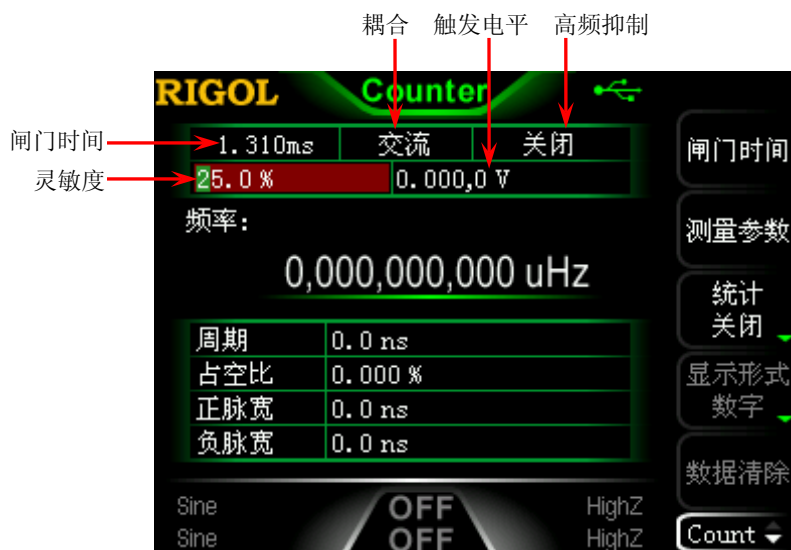 耦合 触发电平 高频抑制
RIGOL Counter
闸门时间 1.310ms 交流 关闭 闸门时间
灵敏度 25.0% 0.000,0 V
频率: 测量参数
0,000,000,000 uHz
统计
关闭
周期 0.0 ns
占空比 0.000 % 显示形式
正脉宽 0.0 ns 数字
负脉宽 0.0 ns
数据清除
Sine OFF HighZ
Sine OFF HighZ Count